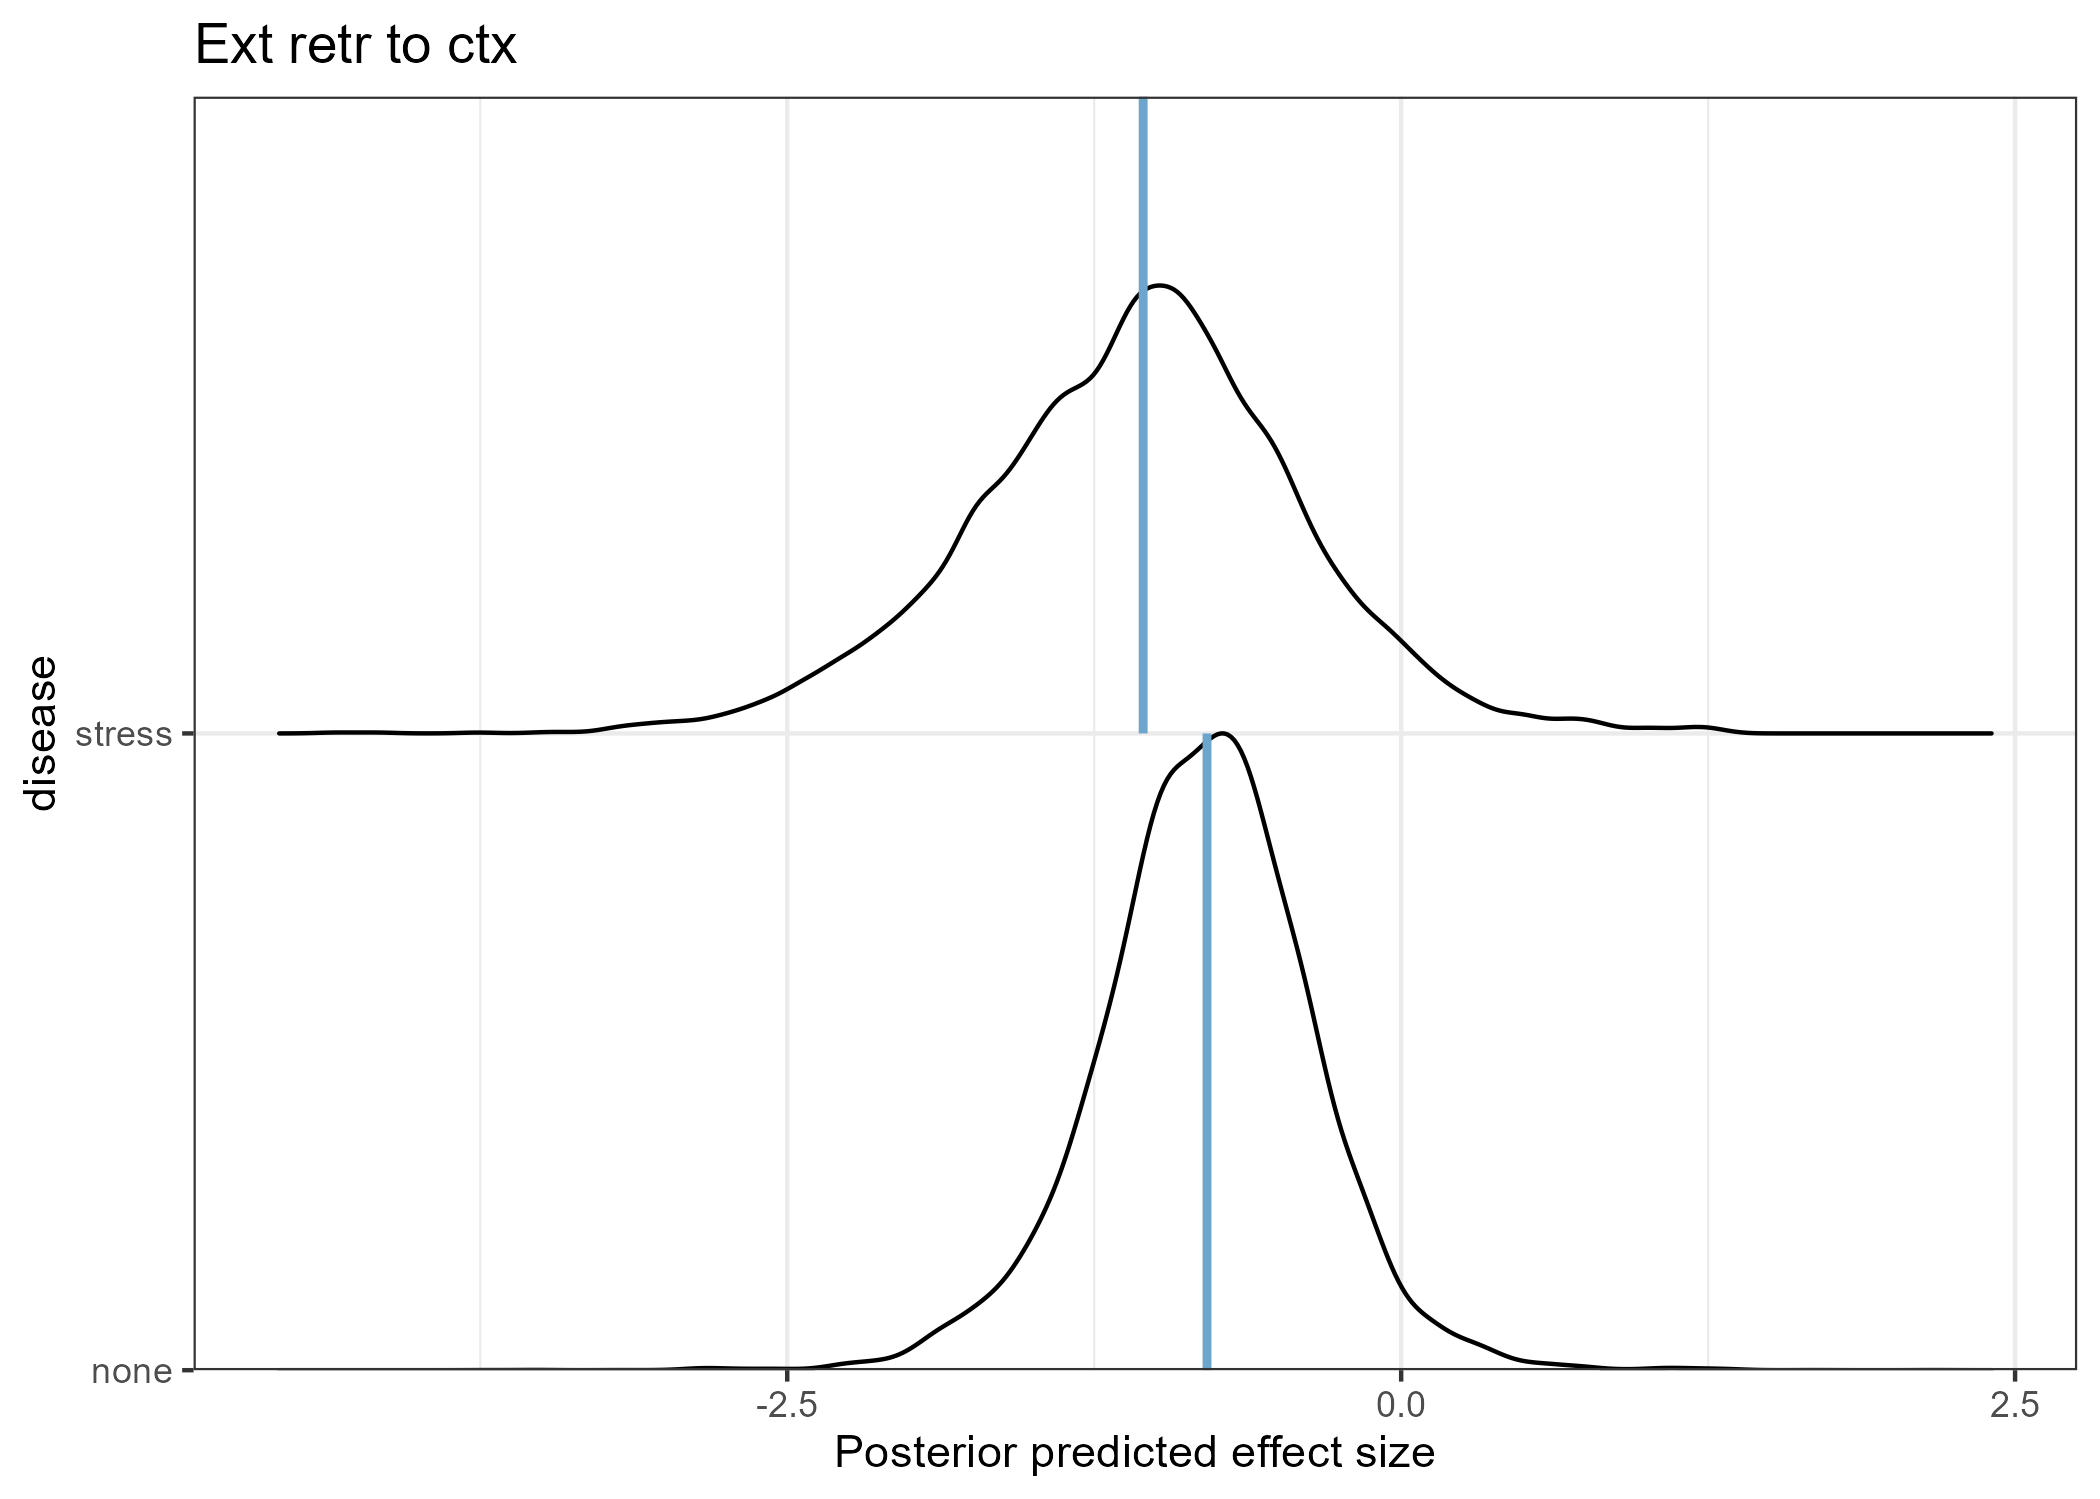 Ext retr to ctx
disease
stress
none
-2.5 0.0 2.5
Posterior predicted effect size